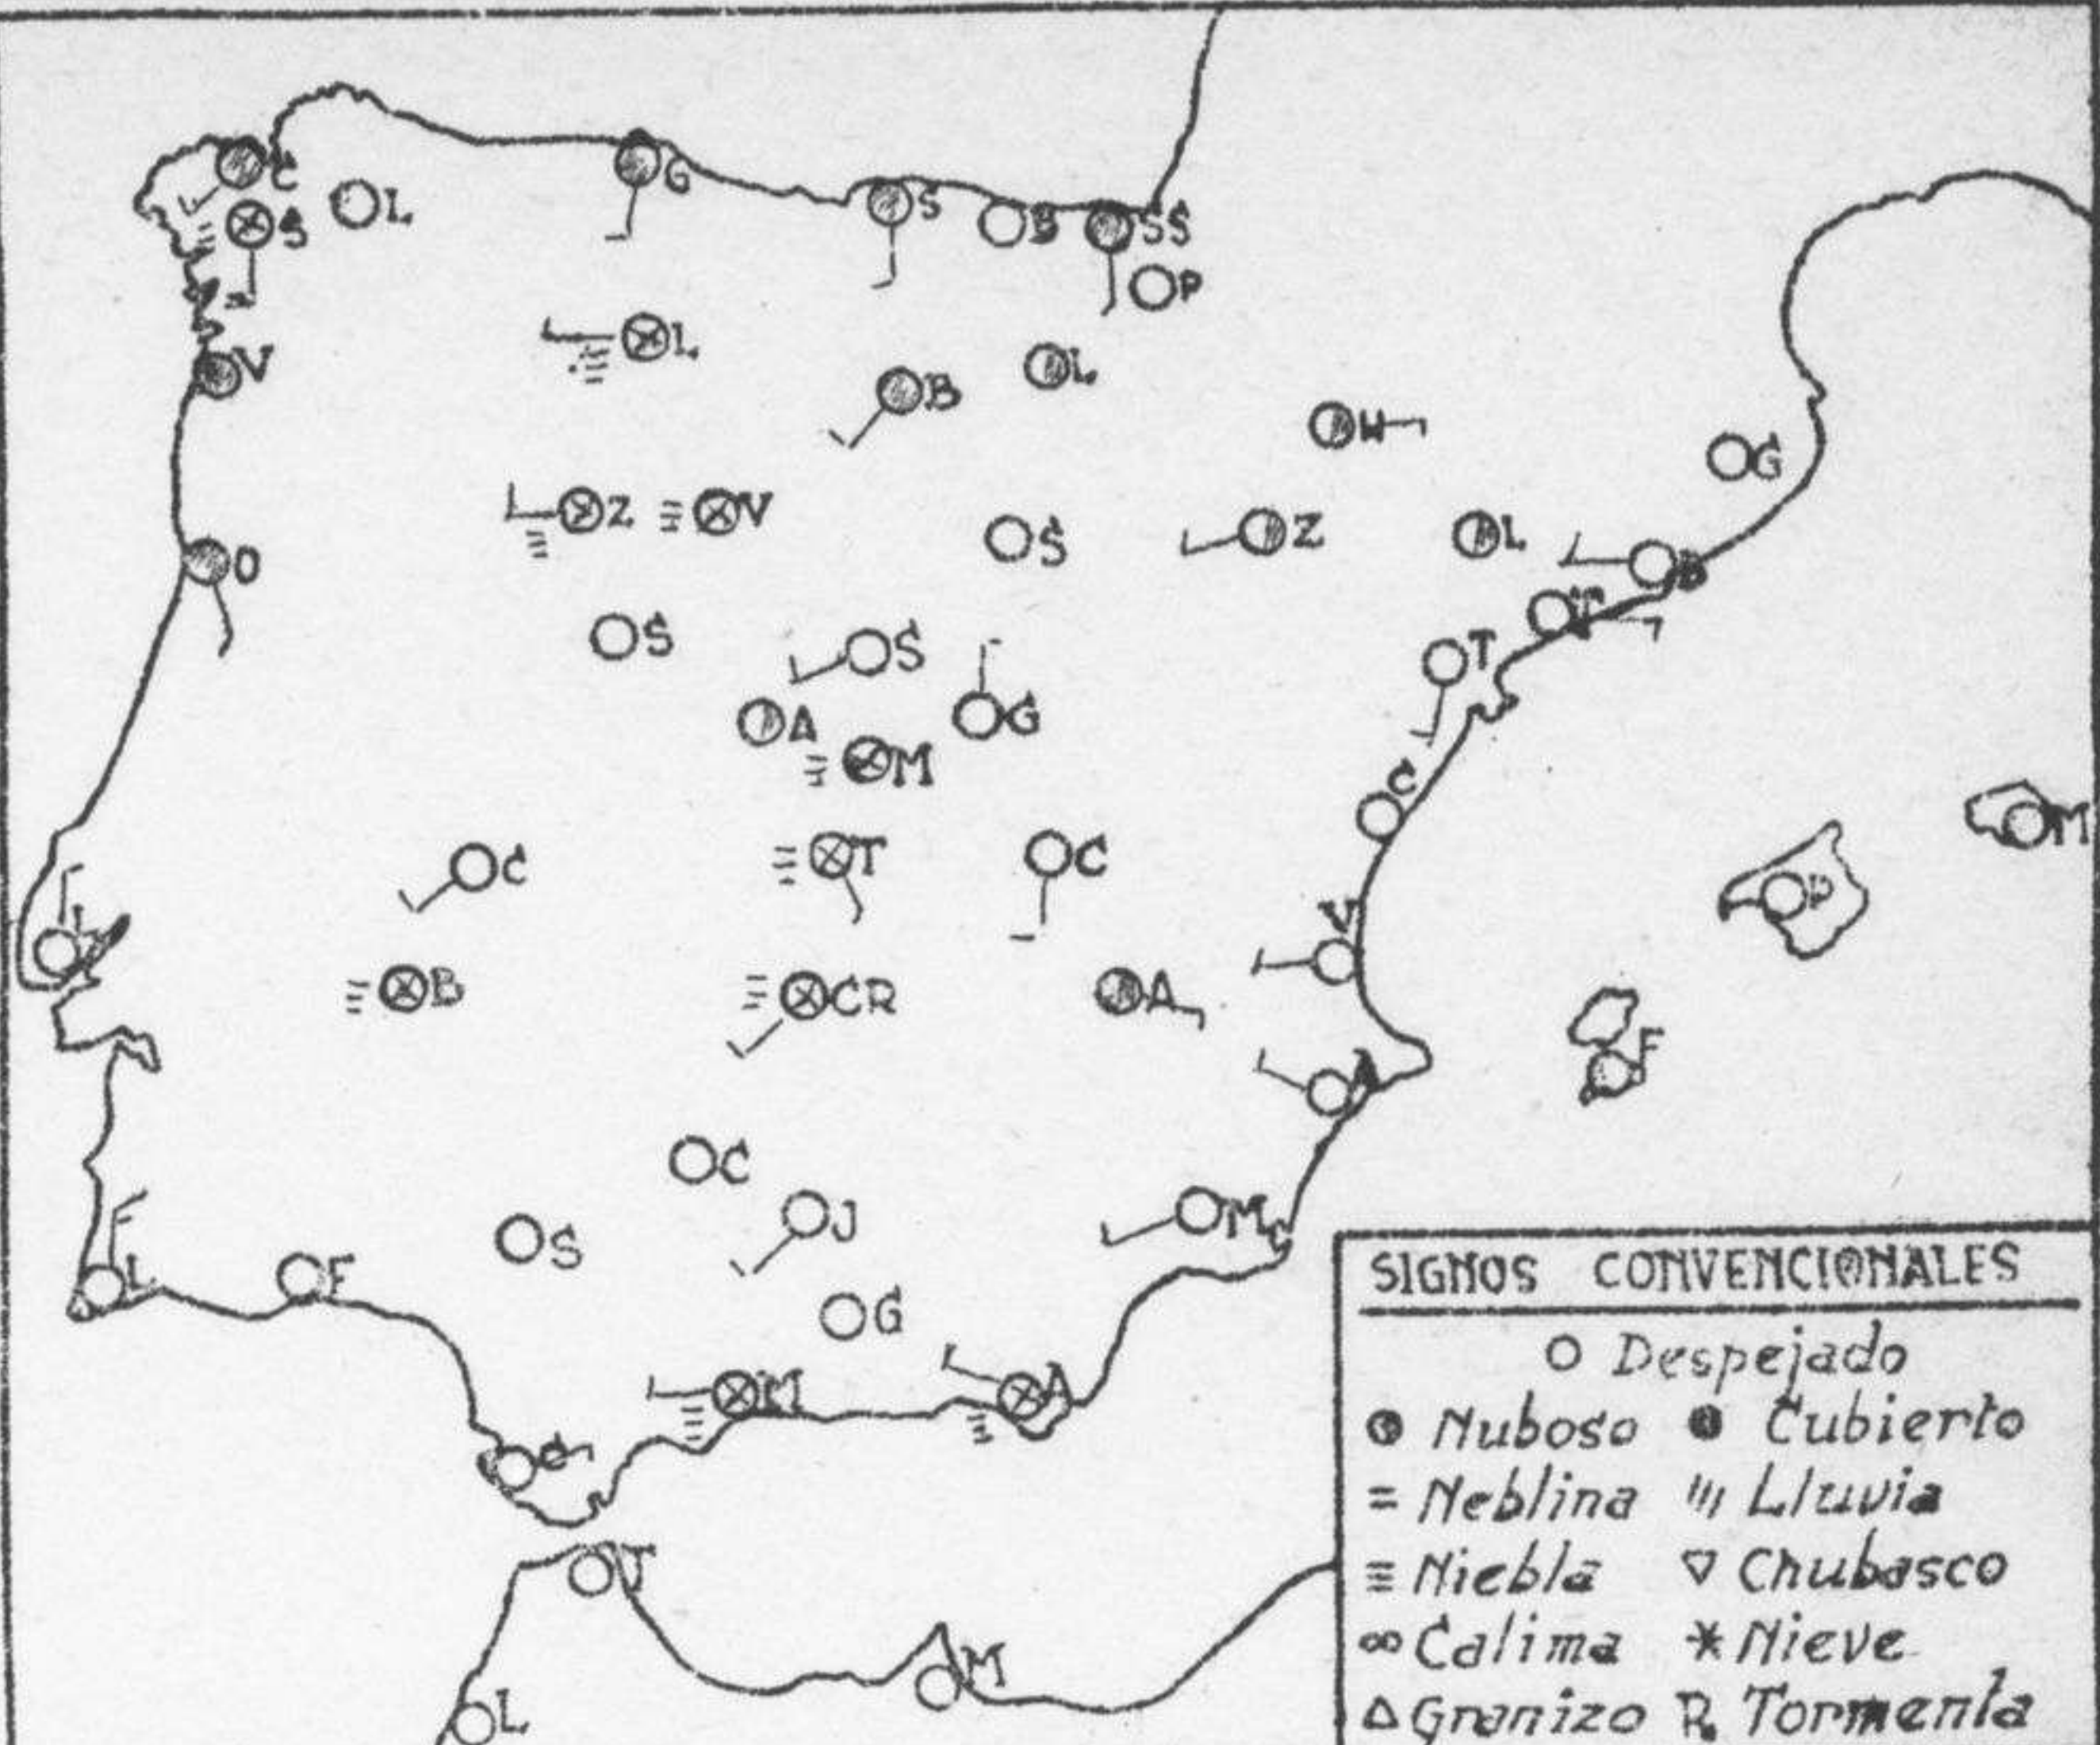 C
L
S
G
S
B
SS
P
V
L
B
L
H
G
O
Z
V
S
Z
L
B
T
S
S
T
A
G
M
C
M
C
T
C
P
L
V
B
CR
A
F
A
C
S
J
M
L
F
G
M
A
C
T
M
L
SIGNOS CONVENCIONALES
Despejado
Nuboso Cubierto
Neblina Lluvia
Niebla Chubasco
Calima Nieve
Granizo R Tormenta